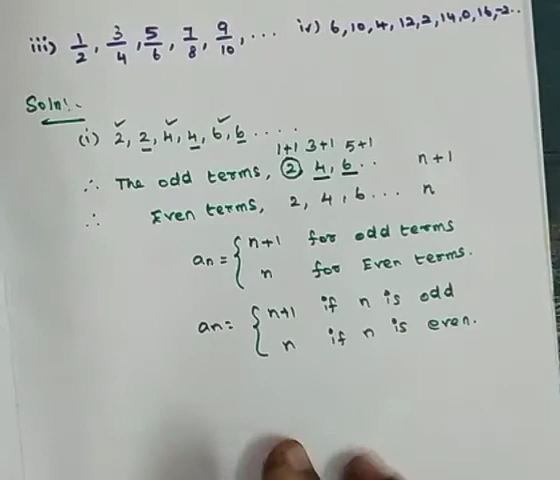 iii) 1/2, 3/4, 5/6, 7/8, 9/10, ... iv) 6, 10, 4, 12, 2, 14, 0, 16, -2..
Soln:-
(i) 2, 2, 4, 4, 6, 6 ....
1+1 3+1 5+1
∴ The odd terms, 2, 4, 6.. n+1
∴ Even terms, 2, 4, 6... n
an = { n+1 for odd terms
n for Even terms.
an = { n+1 if n is odd
n if n is even.